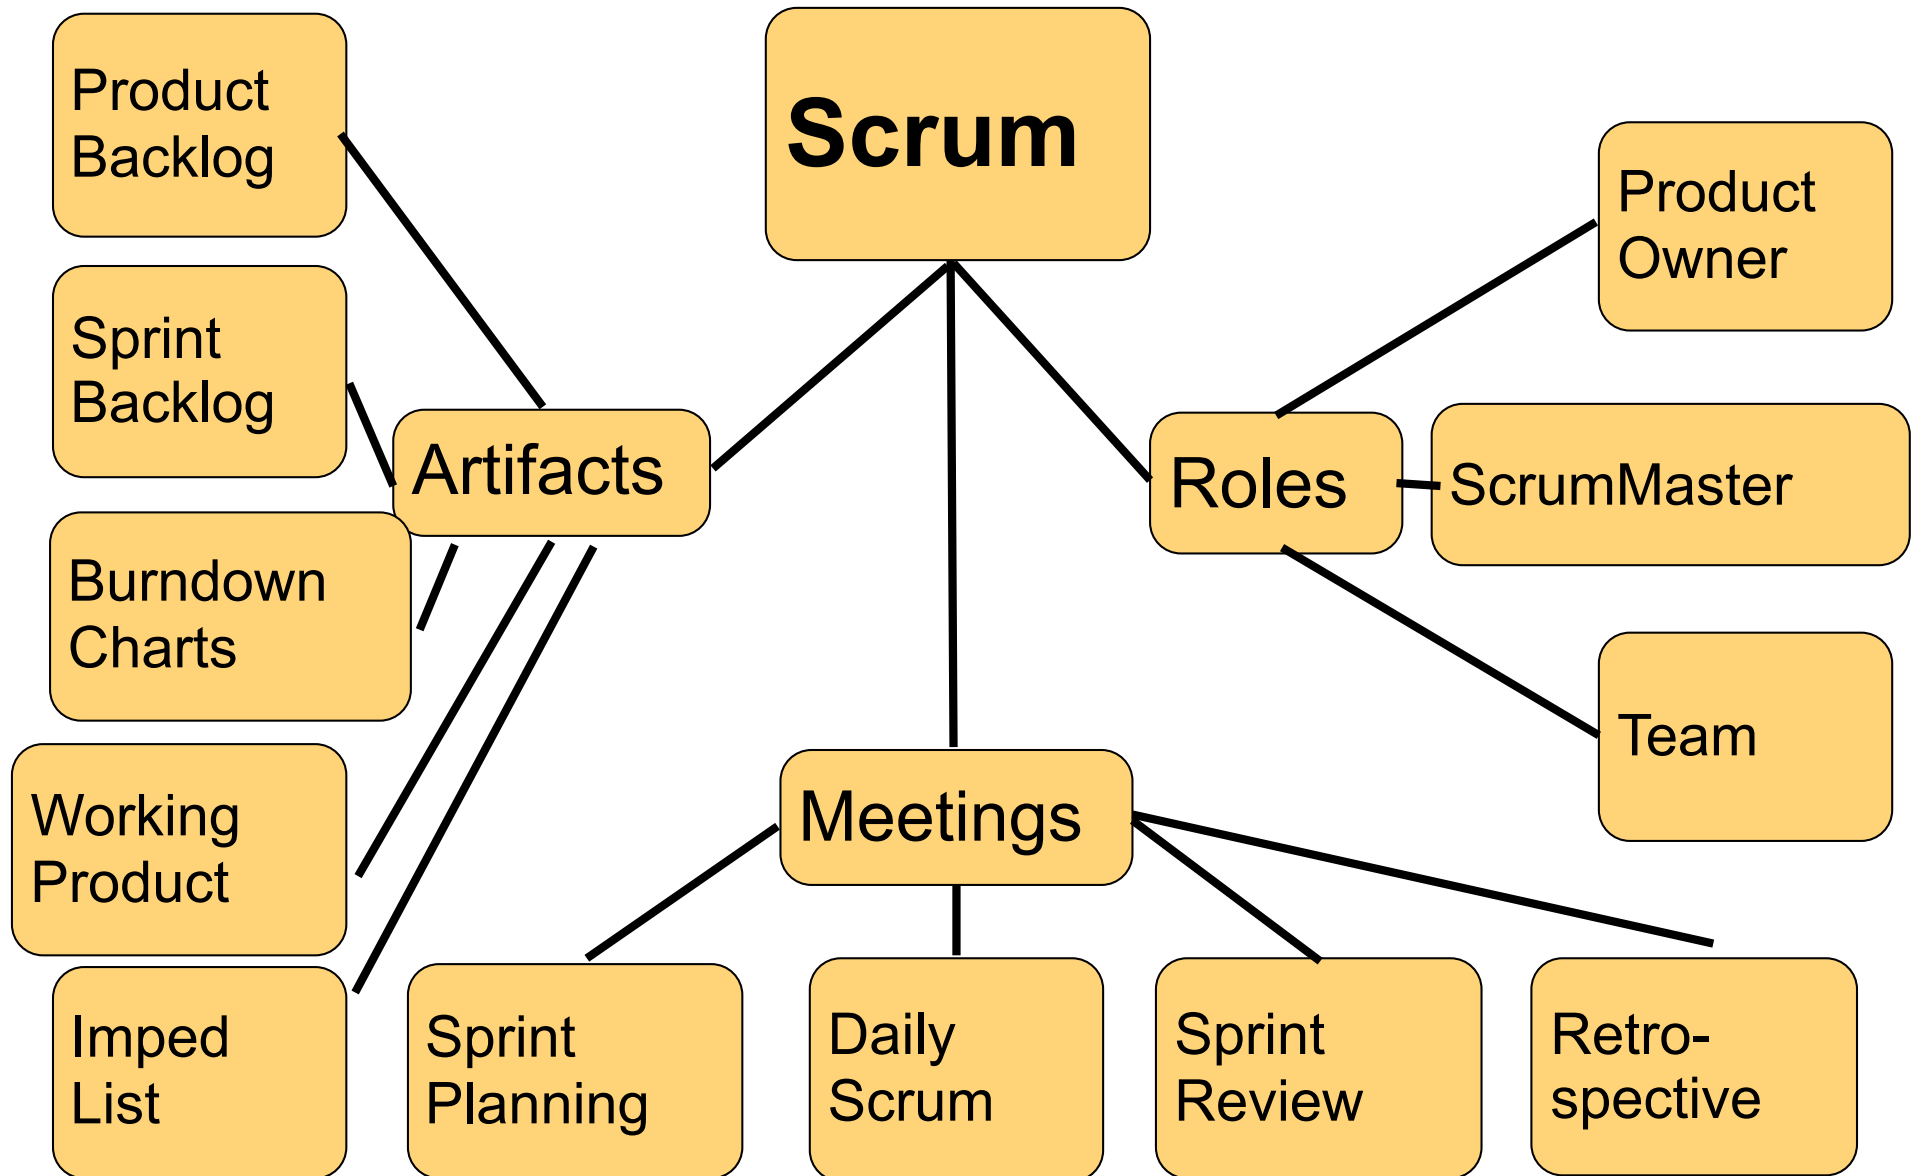 Scrum
Product
Backlog
Sprint
Backlog
Artifacts
Burndown
Charts
Working
Product
Imped
List
Product
Owner
Roles
ScrumMaster
Team
Meetings
Sprint
Planning
Daily
Scrum
Sprint
Review
Retro-
spective